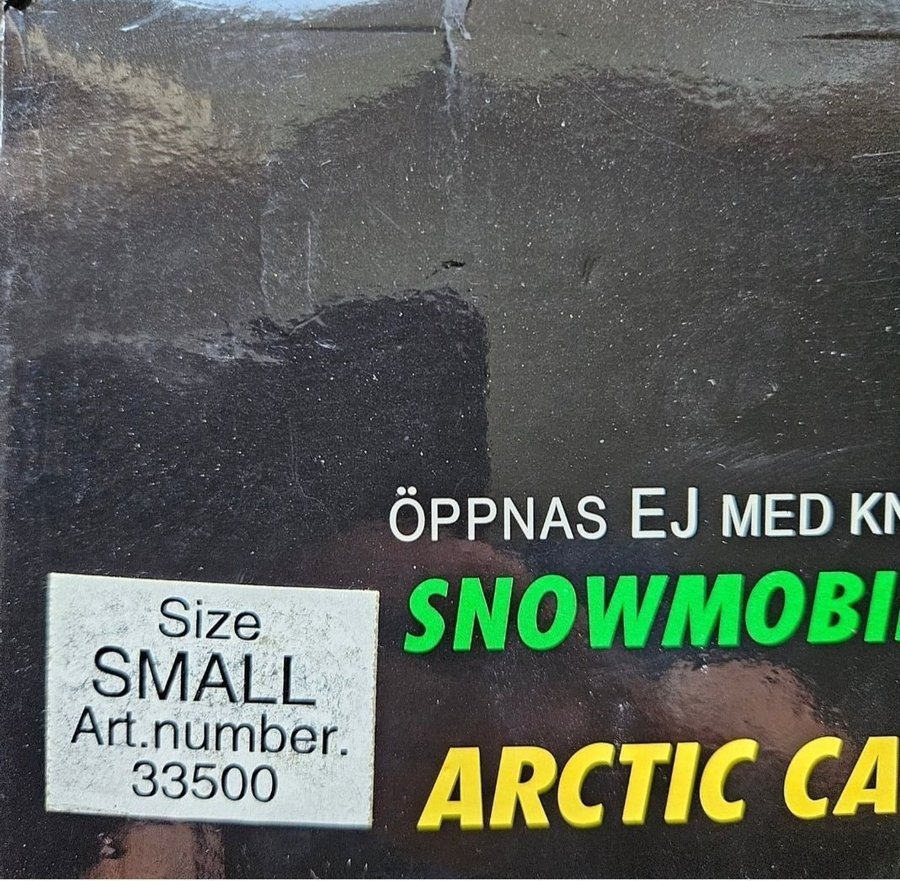 ÖPPNAS EJ MED KN
SNOWMOBI
Size
SMALL
Art.number.
33500
ARCTIC CA